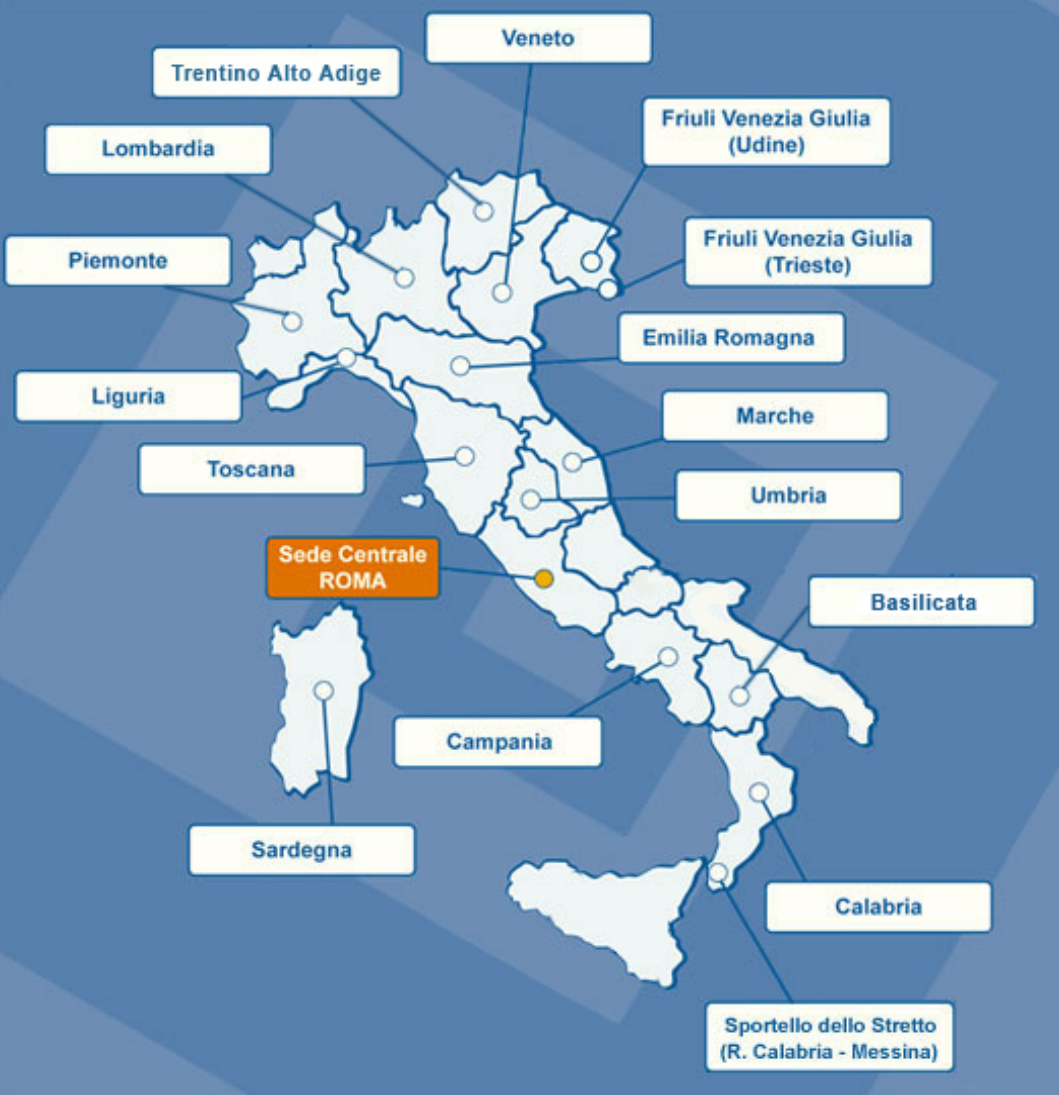 Veneto
Trentino Alto Adige
Friuli Venezia Giulia
(Udine)
Lombardia
Friuli Venezia Giulia
(Trieste)
Piemonte
Emilia Romagna
Liguria
Marche
Toscana
Umbria
Sede Centrale
ROMA
Basilicata
Campania
Sardegna
Calabria
Sportello dello Stretto
(R. Calabria - Messina)